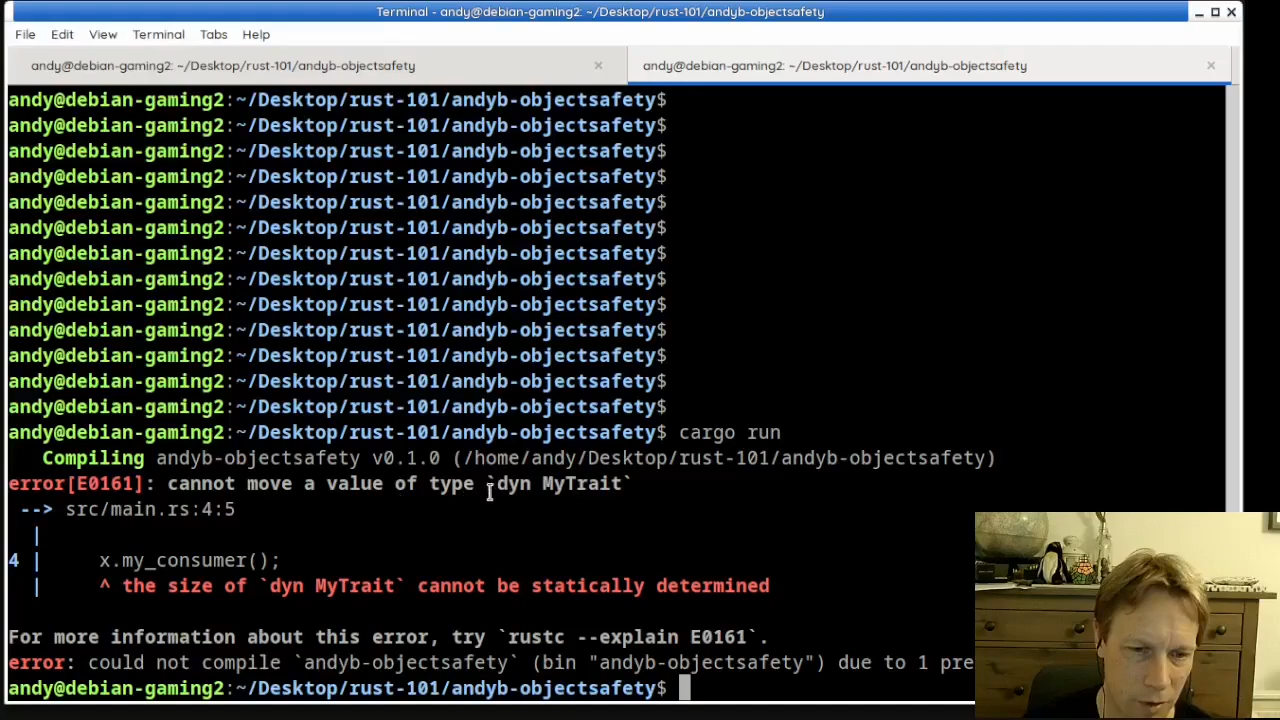 Terminal - andy@debian-gaming2: ~/Desktop/rust-101/andyb-objectsafety
File Edit View Terminal Tabs Help
andy@debian-gaming2: ~/Desktop/rust-101/andyb-objectsafety × andy@debian-gaming2: ~/Desktop/rust-101/andyb-objectsafety ×
andy@debian-gaming2:~/Desktop/rust-101/andyb-objectsafety$
andy@debian-gaming2:~/Desktop/rust-101/andyb-objectsafety$
andy@debian-gaming2:~/Desktop/rust-101/andyb-objectsafety$
andy@debian-gaming2:~/Desktop/rust-101/andyb-objectsafety$
andy@debian-gaming2:~/Desktop/rust-101/andyb-objectsafety$
andy@debian-gaming2:~/Desktop/rust-101/andyb-objectsafety$
andy@debian-gaming2:~/Desktop/rust-101/andyb-objectsafety$
andy@debian-gaming2:~/Desktop/rust-101/andyb-objectsafety$
andy@debian-gaming2:~/Desktop/rust-101/andyb-objectsafety$
andy@debian-gaming2:~/Desktop/rust-101/andyb-objectsafety$
andy@debian-gaming2:~/Desktop/rust-101/andyb-objectsafety$
andy@debian-gaming2:~/Desktop/rust-101/andyb-objectsafety$
andy@debian-gaming2:~/Desktop/rust-101/andyb-objectsafety$
andy@debian-gaming2:~/Desktop/rust-101/andyb-objectsafety$ cargo run
   Compiling andyb-objectsafety v0.1.0 (/home/andy/Desktop/rust-101/andyb-objectsafety)
error[E0161]: cannot move a value of type `dyn MyTrait`
 --> src/main.rs:4:5
  |
4 |     x.my_consumer();
  |     ^ the size of `dyn MyTrait` cannot be statically determined
For more information about this error, try `rustc --explain E0161`.
error: could not compile `andyb-objectsafety` (bin "andyb-objectsafety") due to 1 pre
andy@debian-gaming2:~/Desktop/rust-101/andyb-objectsafety$